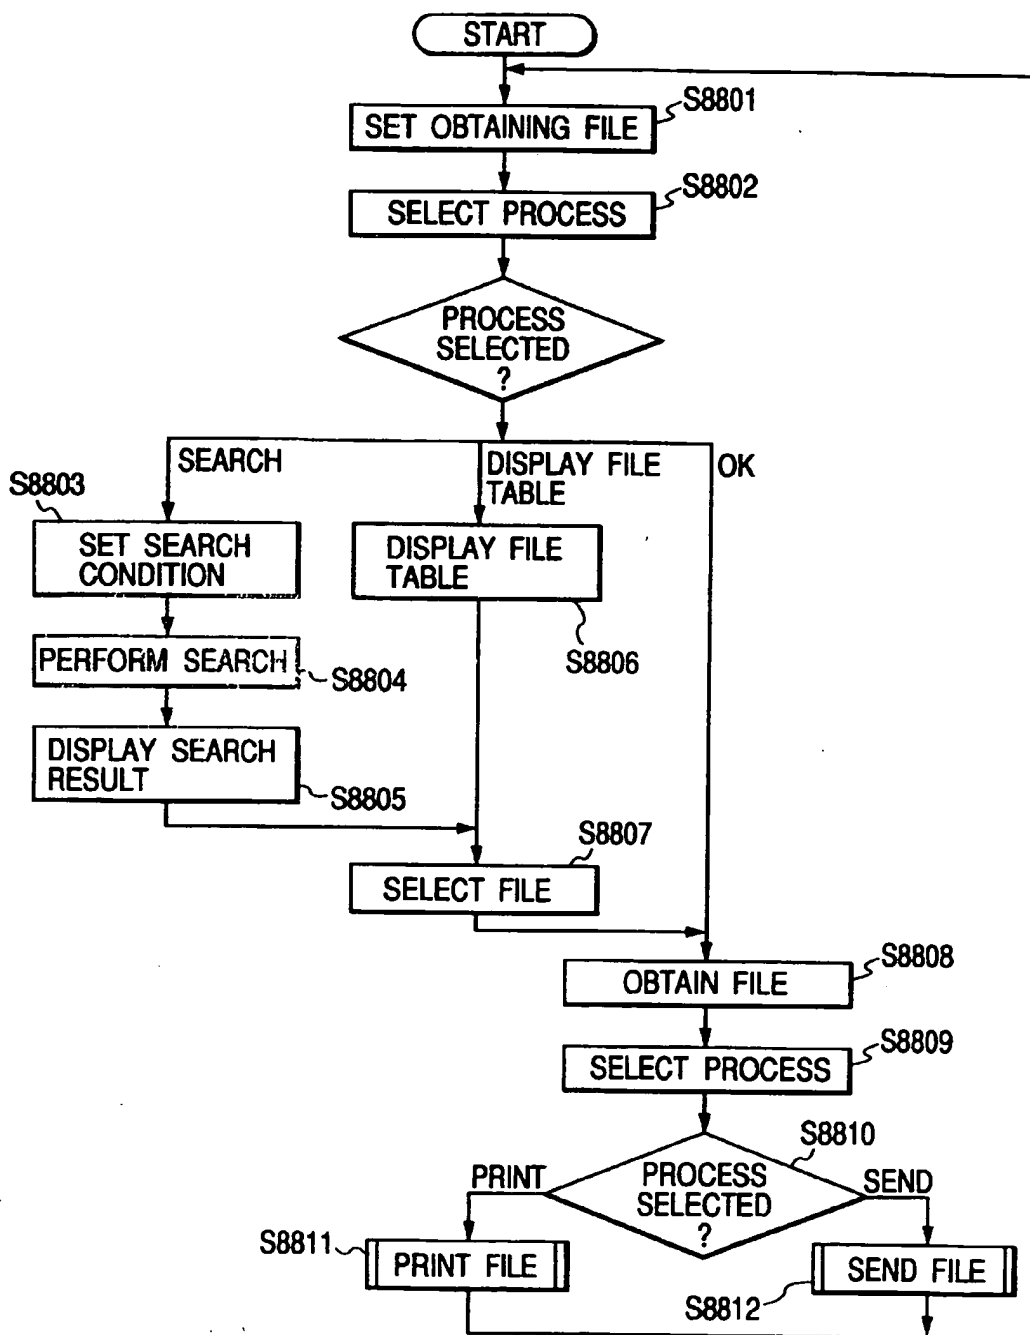 START
S8801
SET OBTAINING FILE
S8802
SELECT PROCESS
PROCESS
SELECTED
?
SEARCH
DISPLAY FILE
TABLE
OK
S8803
SET SEARCH
CONDITION
DISPLAY FILE
TABLE
S8806
PERFORM SEARCH
S8804
DISPLAY SEARCH
RESULT
S8805
S8807
SELECT FILE
S8808
OBTAIN FILE
S8809
SELECT PROCESS
S8810
PRINT
PROCESS
SELECTED
?
SEND
S8811
PRINT FILE
SEND FILE
S8812